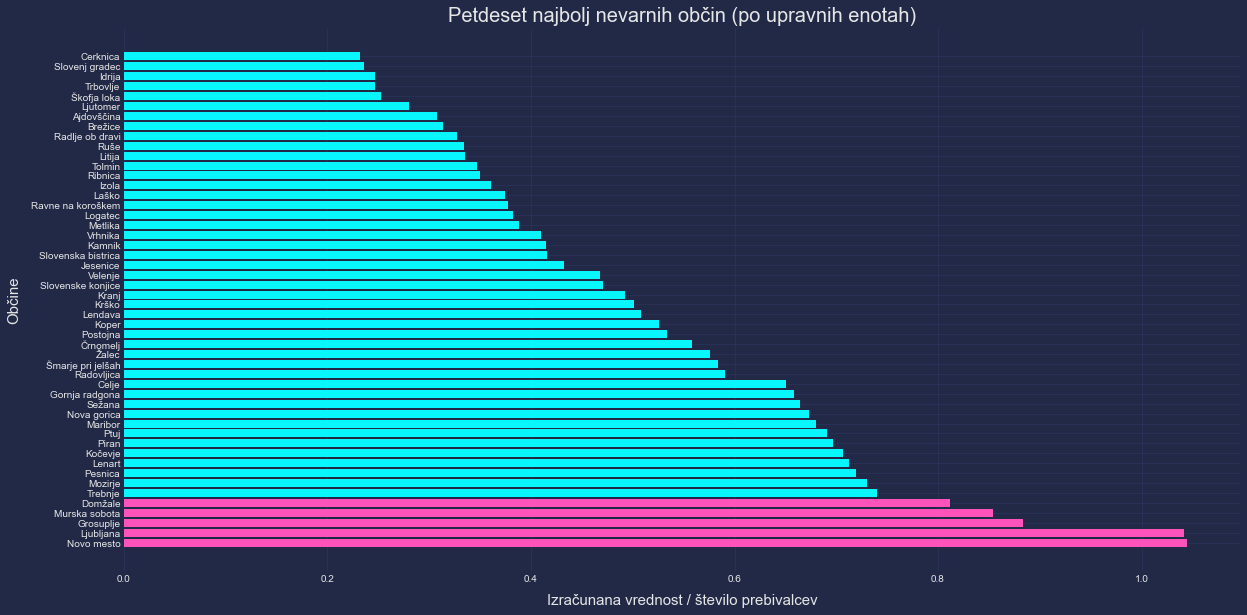 Petdeset najbolj nevarnih občin (po upravnih enotah)
Občine
Cerknica
Slovenj gradec
Idrija
Trbovlje
Škofja loka
Ljutomer
Ajdovščina
Brežice
Radlje ob dravi
Ruše
Litija
Tolmin
Ribnica
Izola
Laško
Ravne na koroškem
Logatec
Metlika
Vrhnika
Kamnik
Slovenska bistrica
Jesenice
Velenje
Slovenske konjice
Kranj
Krško
Lendava
Koper
Postojna
Črnomelj
Žalec
Šmarje pri jelšah
Radovljica
Celje
Gornja radgona
Sežana
Nova gorica
Maribor
Ptuj
Piran
Kočevje
Lenart
Pesnica
Mozirje
Trebnje
Domžale
Murska sobota
Grosuplje
Ljubljana
Novo mesto
0.0 0.2 0.4 0.6 0.8 1.0
Izračunana vrednost / število prebivalcev